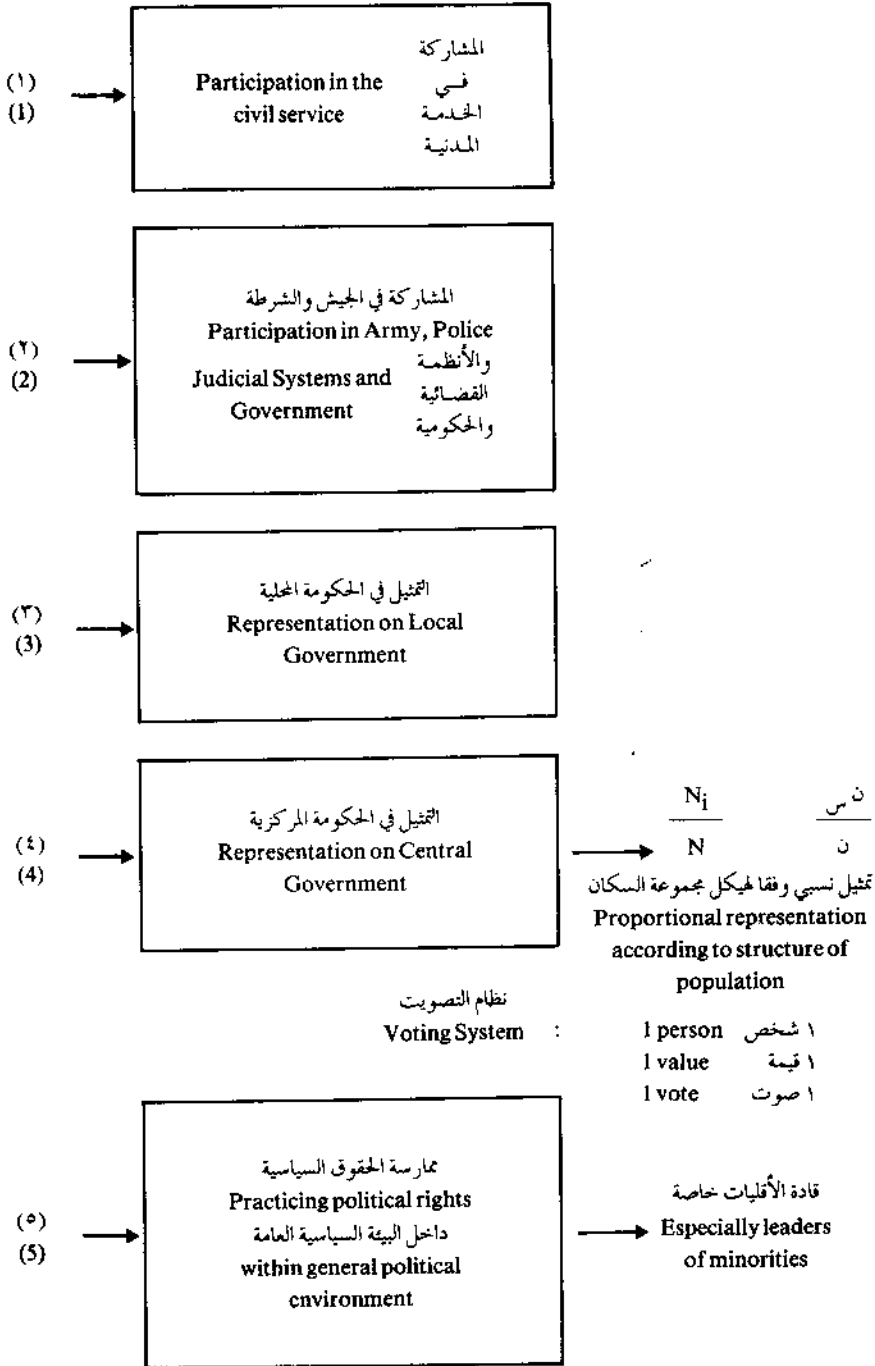 المشاركة
في
الخدمة
المدنية
Participation in the
civil service
(١)
(1)
المشاركة في الجيش والشرطة
Participation in Army, Police
والأنظمة
القضائية
والحكومية
Judicial Systems and
Government
(٢)
(2)
التمثيل في الحكومة المحلية
Representation on Local
Government
(٣)
(3)
التمثيل في الحكومة المركزية
Representation on Central
Government
(٤)
(4)
Ni ن س
N ن
تمثيل نسبي وفقا لهيكل مجموعة السكان
Proportional representation
according to structure of
population
نظام التصويت
Voting System :
1 person ١ شخص
1 value ١ قيمة
1 vote ١ صوت
ممارسة الحقوق السياسية
Practicing political rights
داخل البيئة السياسية العامة
within general political
environment
(٥)
(5)
قادة الأقليات خاصة
Especially leaders
of minorities